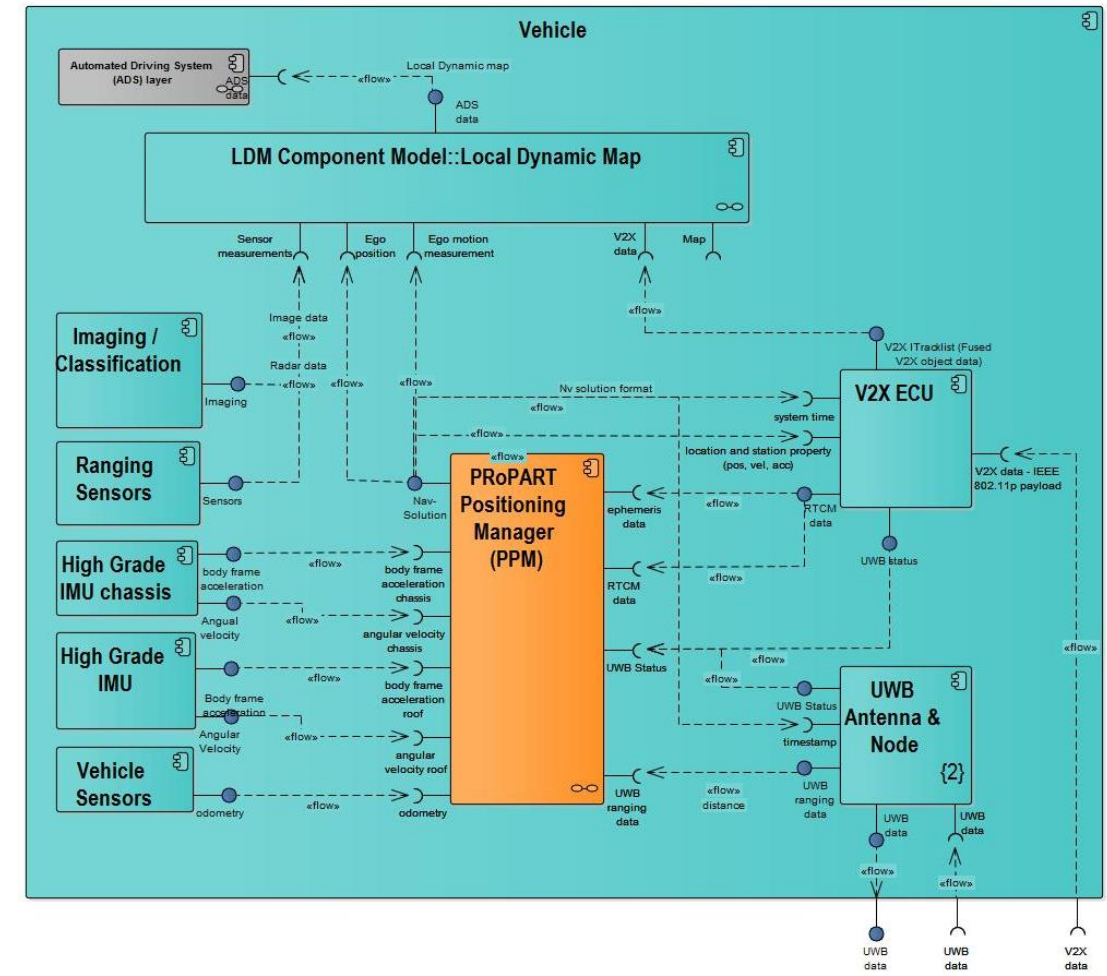 Vehicle
Automated Driving System
(ADS) layer
ADS
data
Local Dynamic map
«flow»
ADS
data
LDM Component Model::Local Dynamic Map
Sensor
measurements
Ego
position
Ego motion
measurement
V2X
data
Map
«flow»
Imaging /
Classification
Image data
«flow»
Radar data
«flow»
«flow»
«flow»
Imaging
V2X ITracklist (Fused
V2X object data)
Nv solution format
«flow»
system time
V2X ECU
«flow»
location and station property
(pos, vel, acc)
«flow»
V2X data - IEEE
802.11p payload
Ranging
Sensors
Sensors
Nav-
Solution
PRoPART
Positioning
Manager
(PPM)
ephemeris
data
«flow»
RTCM
data
High Grade
IMU chassis
body frame
acceleration
«flow»
body frame
acceleration
chassis
RTCM
data
«flow»
UWB status
Angual
velocity
«flow»
angular velocity
chassis
High Grade
IMU
Body frame
acceleration
«flow»
body frame
acceleration
roof
UWB Status
«flow»
«flow»
«flow»
UWB Status
UWB
Antenna &
Node
{2}
Angular
Velocity
«flow»
angular
velocity roof
timestamp
Vehicle
Sensors
odometry
«flow»
odometry
UWB
ranging
data
«flow»
distance
UWB
ranging
data
UWB
data
UWB
data
«flow»
«flow»
UWB
data
UWB
data
V2X
data